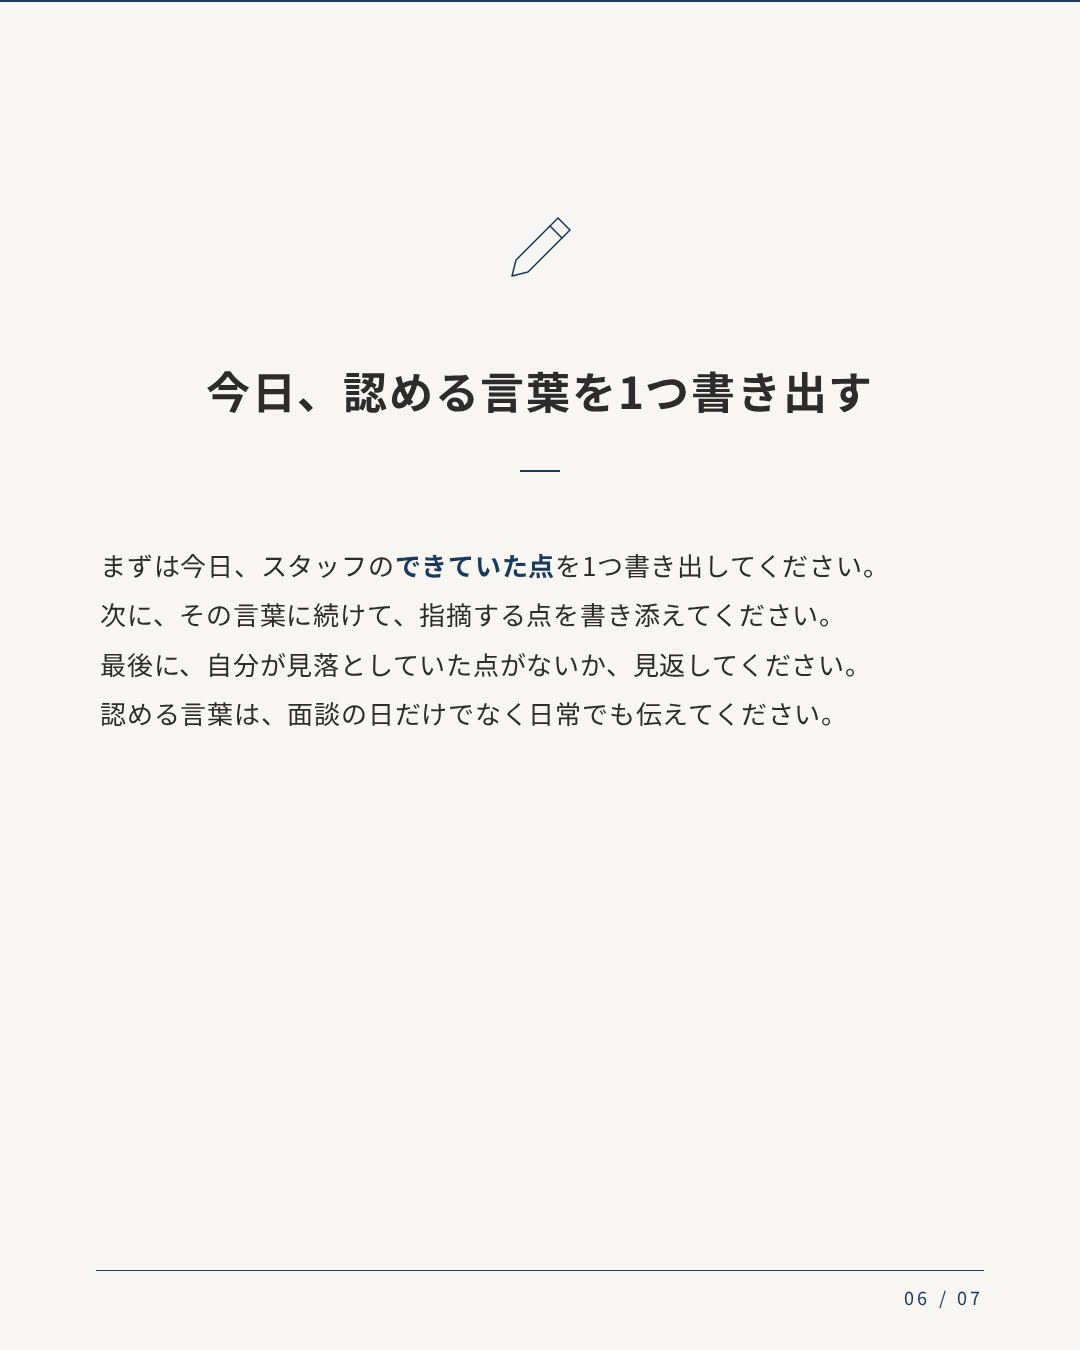 今日、認める言葉を1つ書き出す
まずは今日、スタッフのできていた点を1つ書き出してください。
次に、その言葉に続けて、指摘する点を書き添えてください。
最後に、自分が見落としていた点がないか、見返してください。
認める言葉は、面談の日だけでなく日常でも伝えてください。
06 / 07